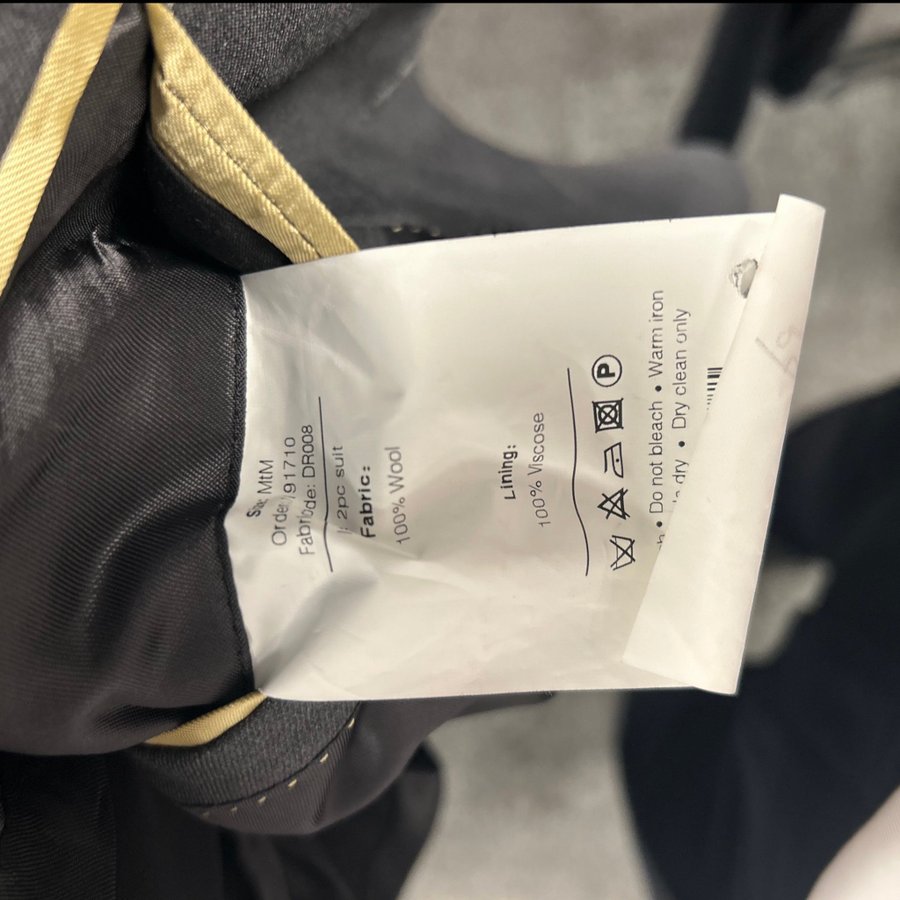 MtM
91710
DR008
2pc suit
Fabric:
100% Wool
Lining:
100% Viscose
P
• Do not bleach • Warm iron
dry • Dry clean only